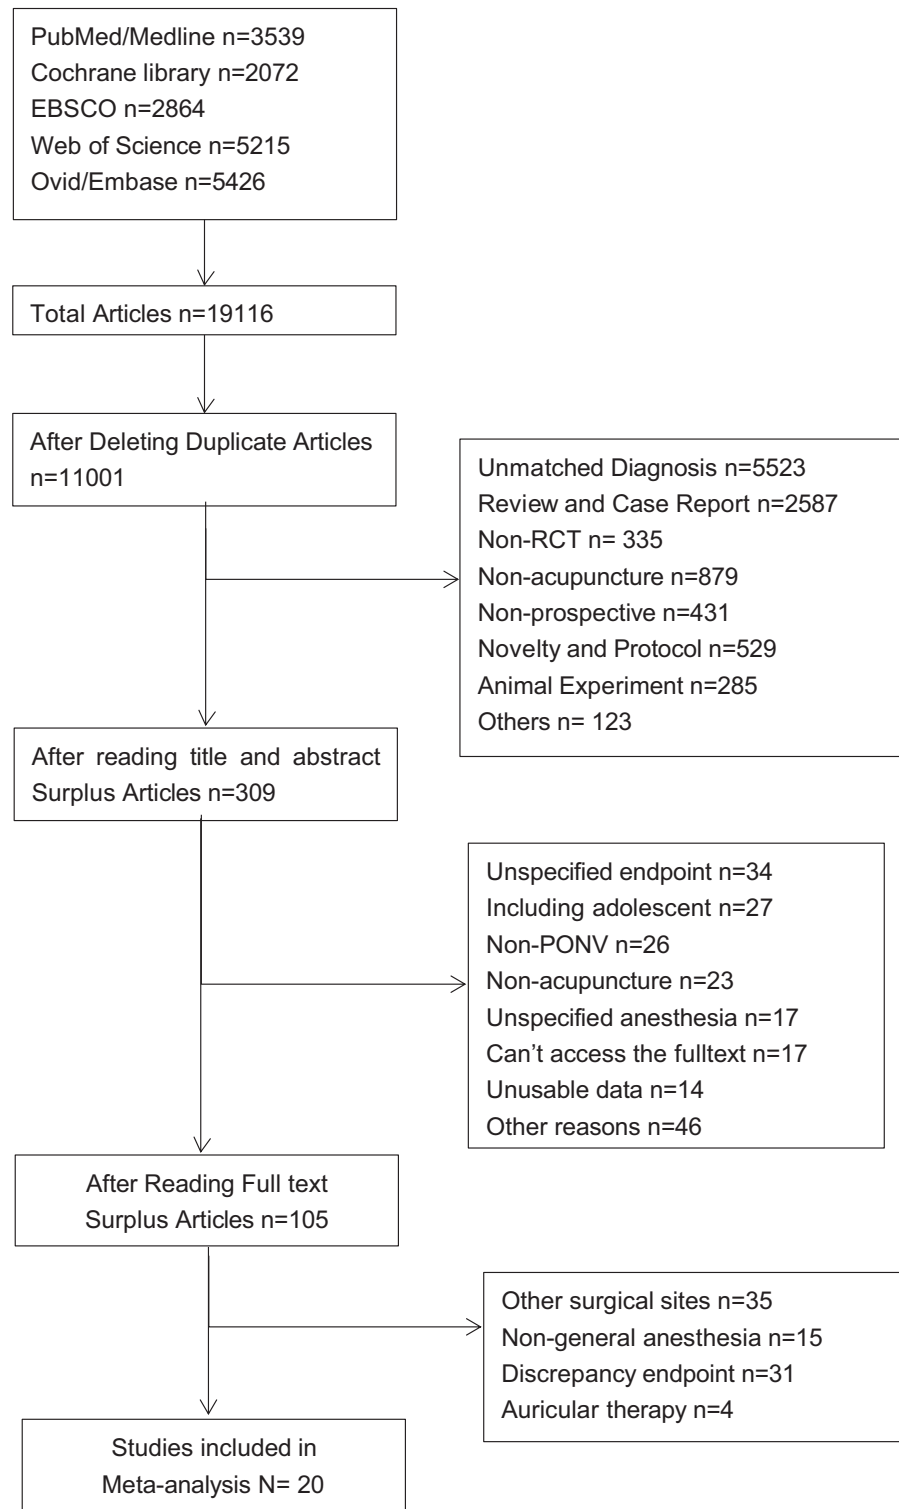 PubMed/Medline n=3539
Cochrane library n=2072
EBSCO n=2864
Web of Science n=5215
Ovid/Embase n=5426
Total Articles n=19116
After Deleting Duplicate Articles
n=11001
Unmatched Diagnosis n=5523
Review and Case Report n=2587
Non-RCT n= 335
Non-acupuncture n=879
Non-prospective n=431
Novelty and Protocol n=529
Animal Experiment n=285
Others n= 123
After reading title and abstract
Surplus Articles n=309
Unspecified endpoint n=34
Including adolescent n=27
Non-PONV n=26
Non-acupuncture n=23
Unspecified anesthesia n=17
Can’t access the fulltext n=17
Unusable data n=14
Other reasons n=46
After Reading Full text
Surplus Articles n=105
Other surgical sites n=35
Non-general anesthesia n=15
Discrepancy endpoint n=31
Auricular therapy n=4
Studies included in
Meta-analysis N= 20